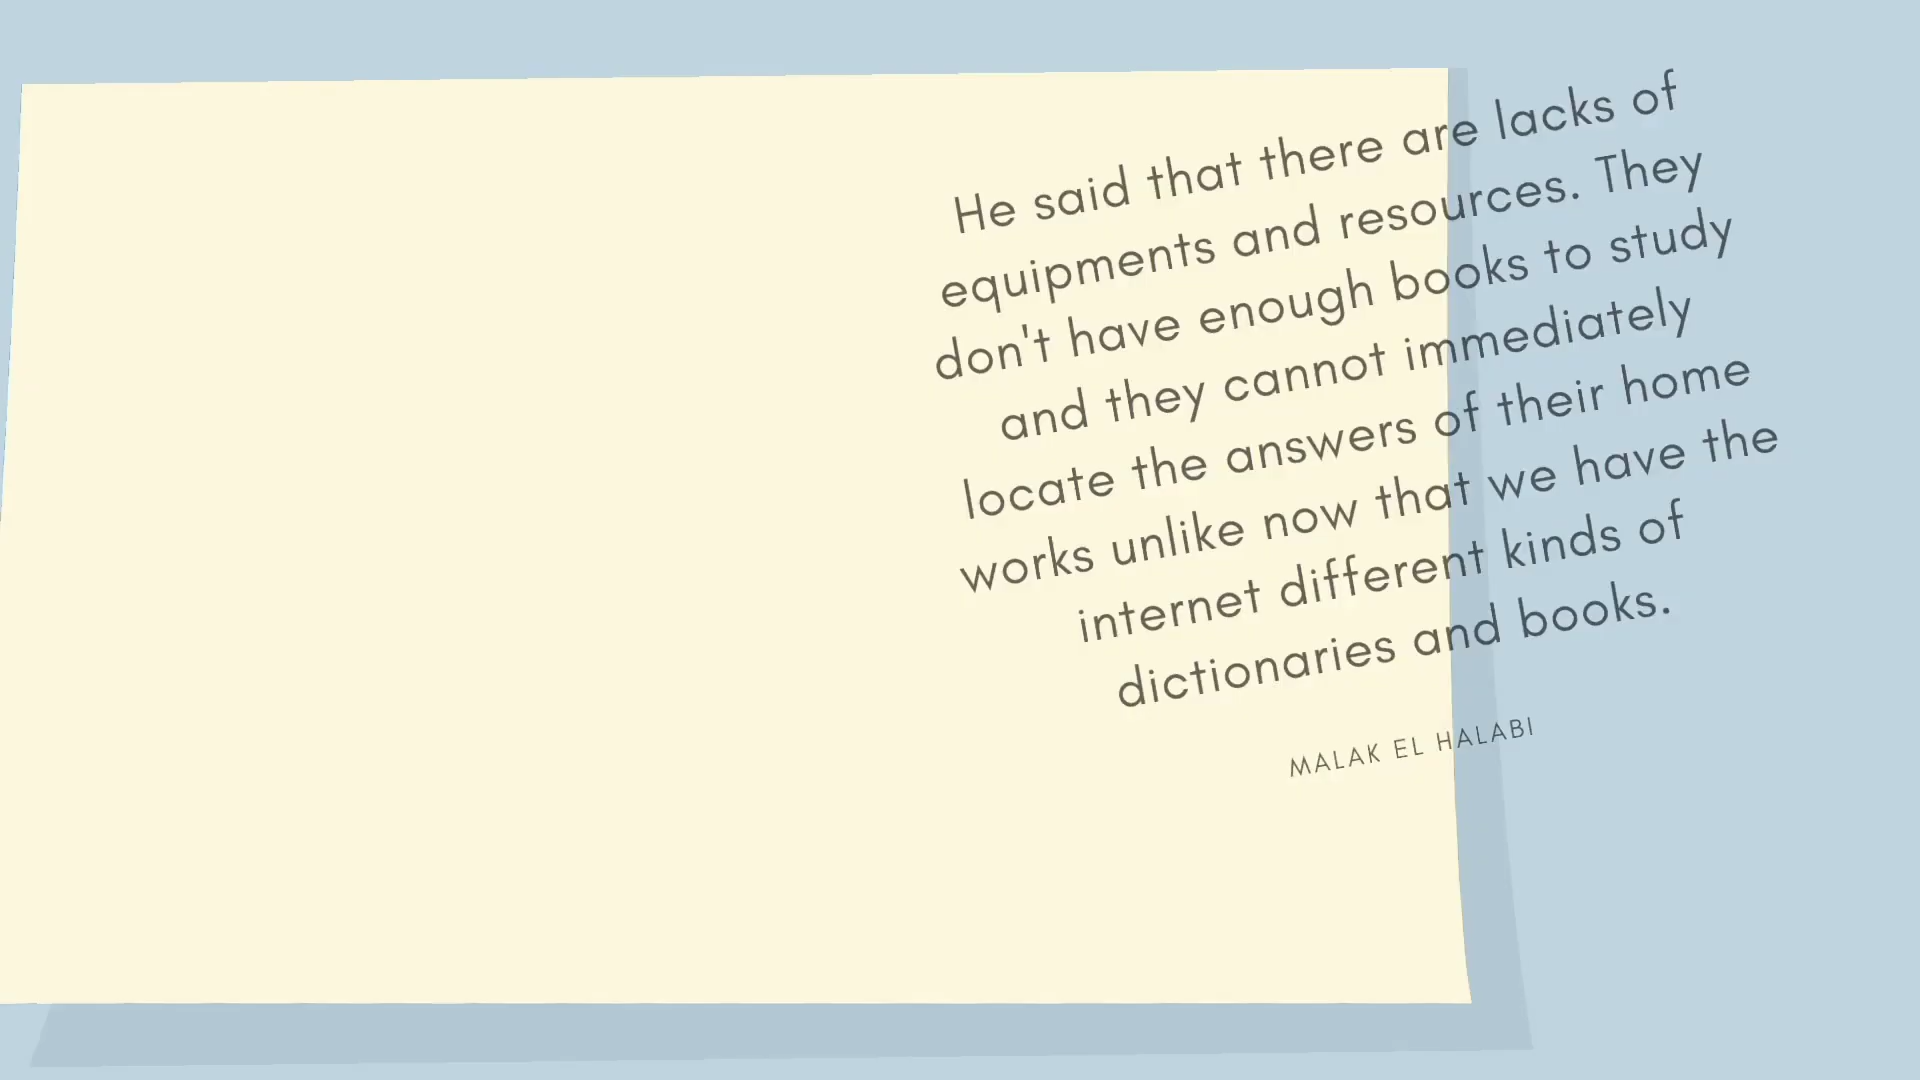 He said that there are lacks of
equipments and resources. They
don't have enough books to study
and they cannot immediately
locate the answers of their home
works unlike now that we have the
internet different kinds of
dictionaries and books.
MALAK EL HALABI